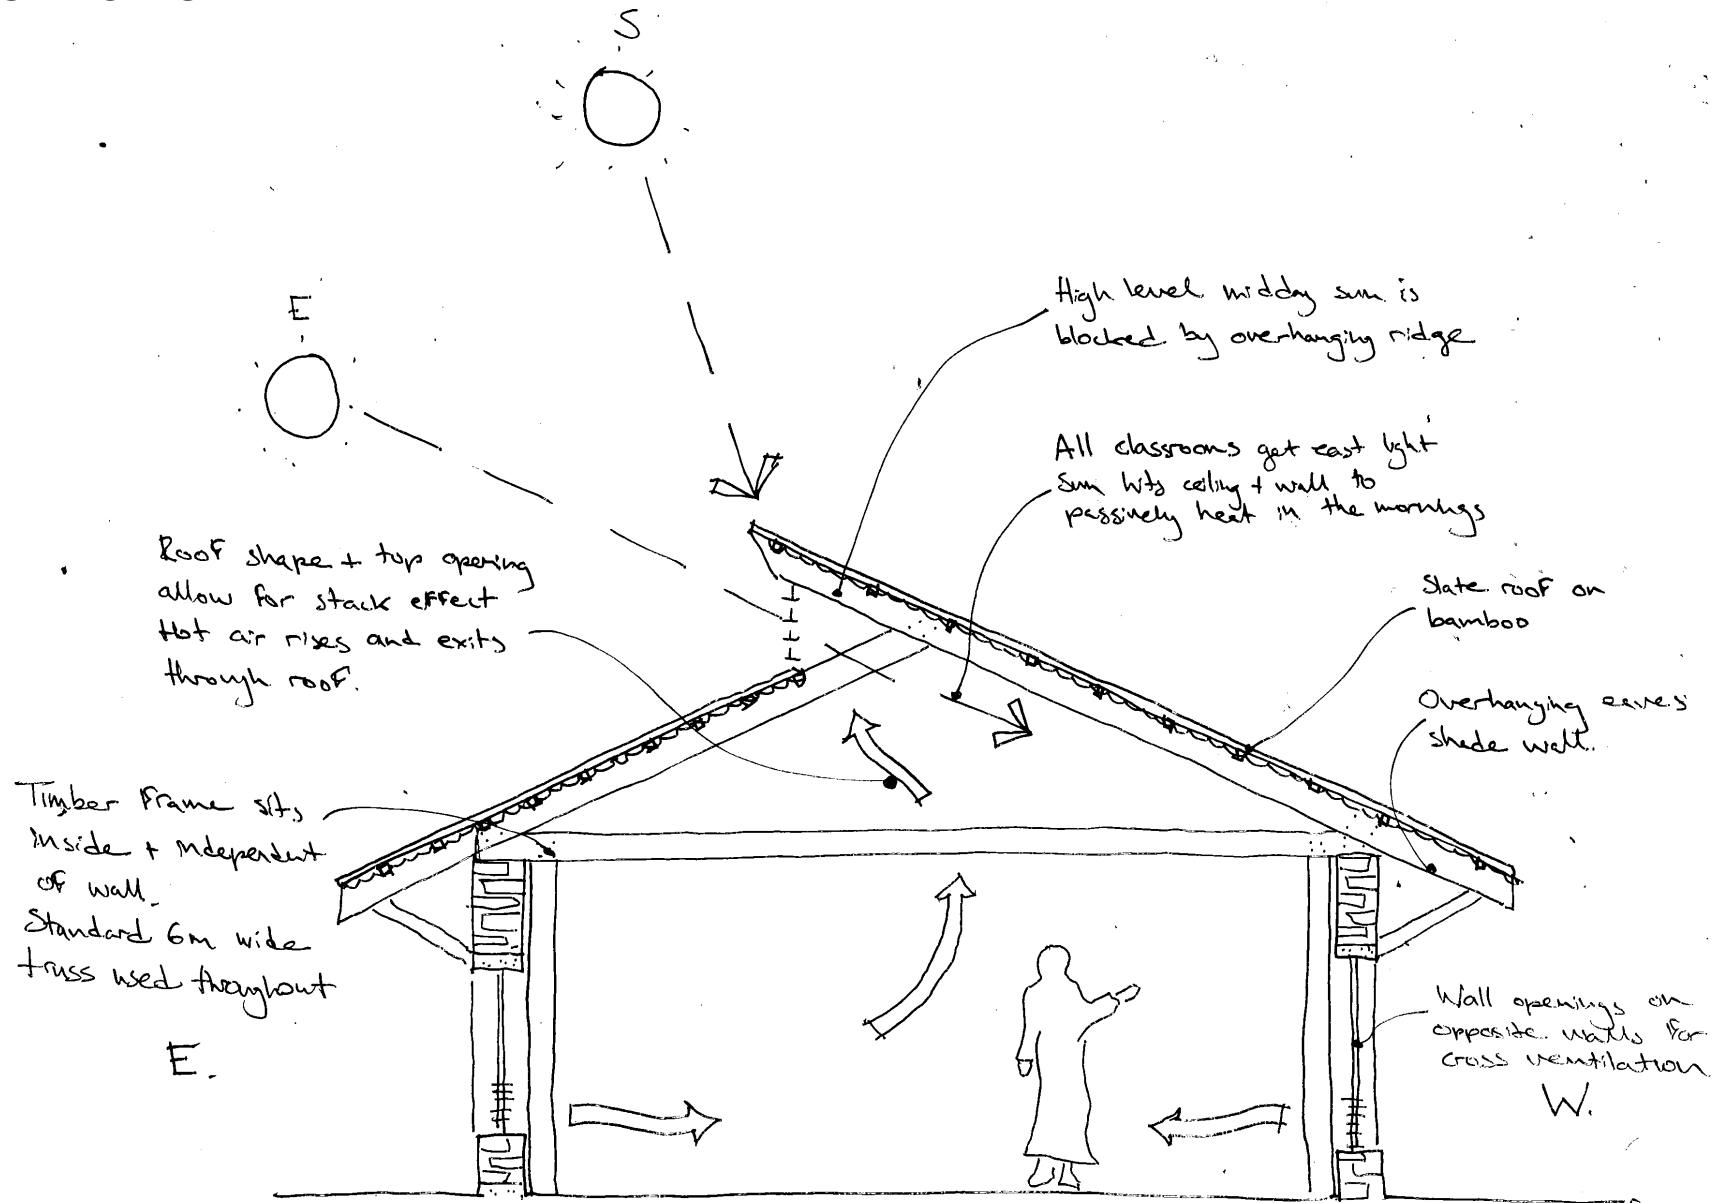 S
E
High level midday sun is
blocked by overhanging ridge
All classrooms get east light
Sun hits ceiling + wall to
passively heat in the mornings
Roof shape + top opening
allow for stack effect
Hot air rises and exits
through roof.
Slate roof on
bamboo
Overhanging eaves
shade wall.
Timber frame sits
inside + independent
of wall.
Standard 6m wide
truss used throughout
E.
Wall openings on
opposite walls for
cross ventilation
W.